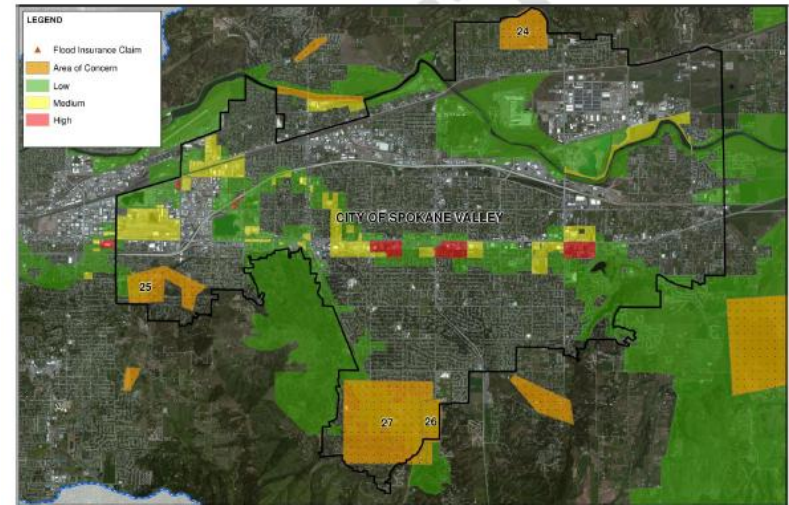 LEGEND
Flood Insurance Claim
Area of Concern
Low
Medium
High
24
CITY OF SPOKANE VALLEY
25
27
26